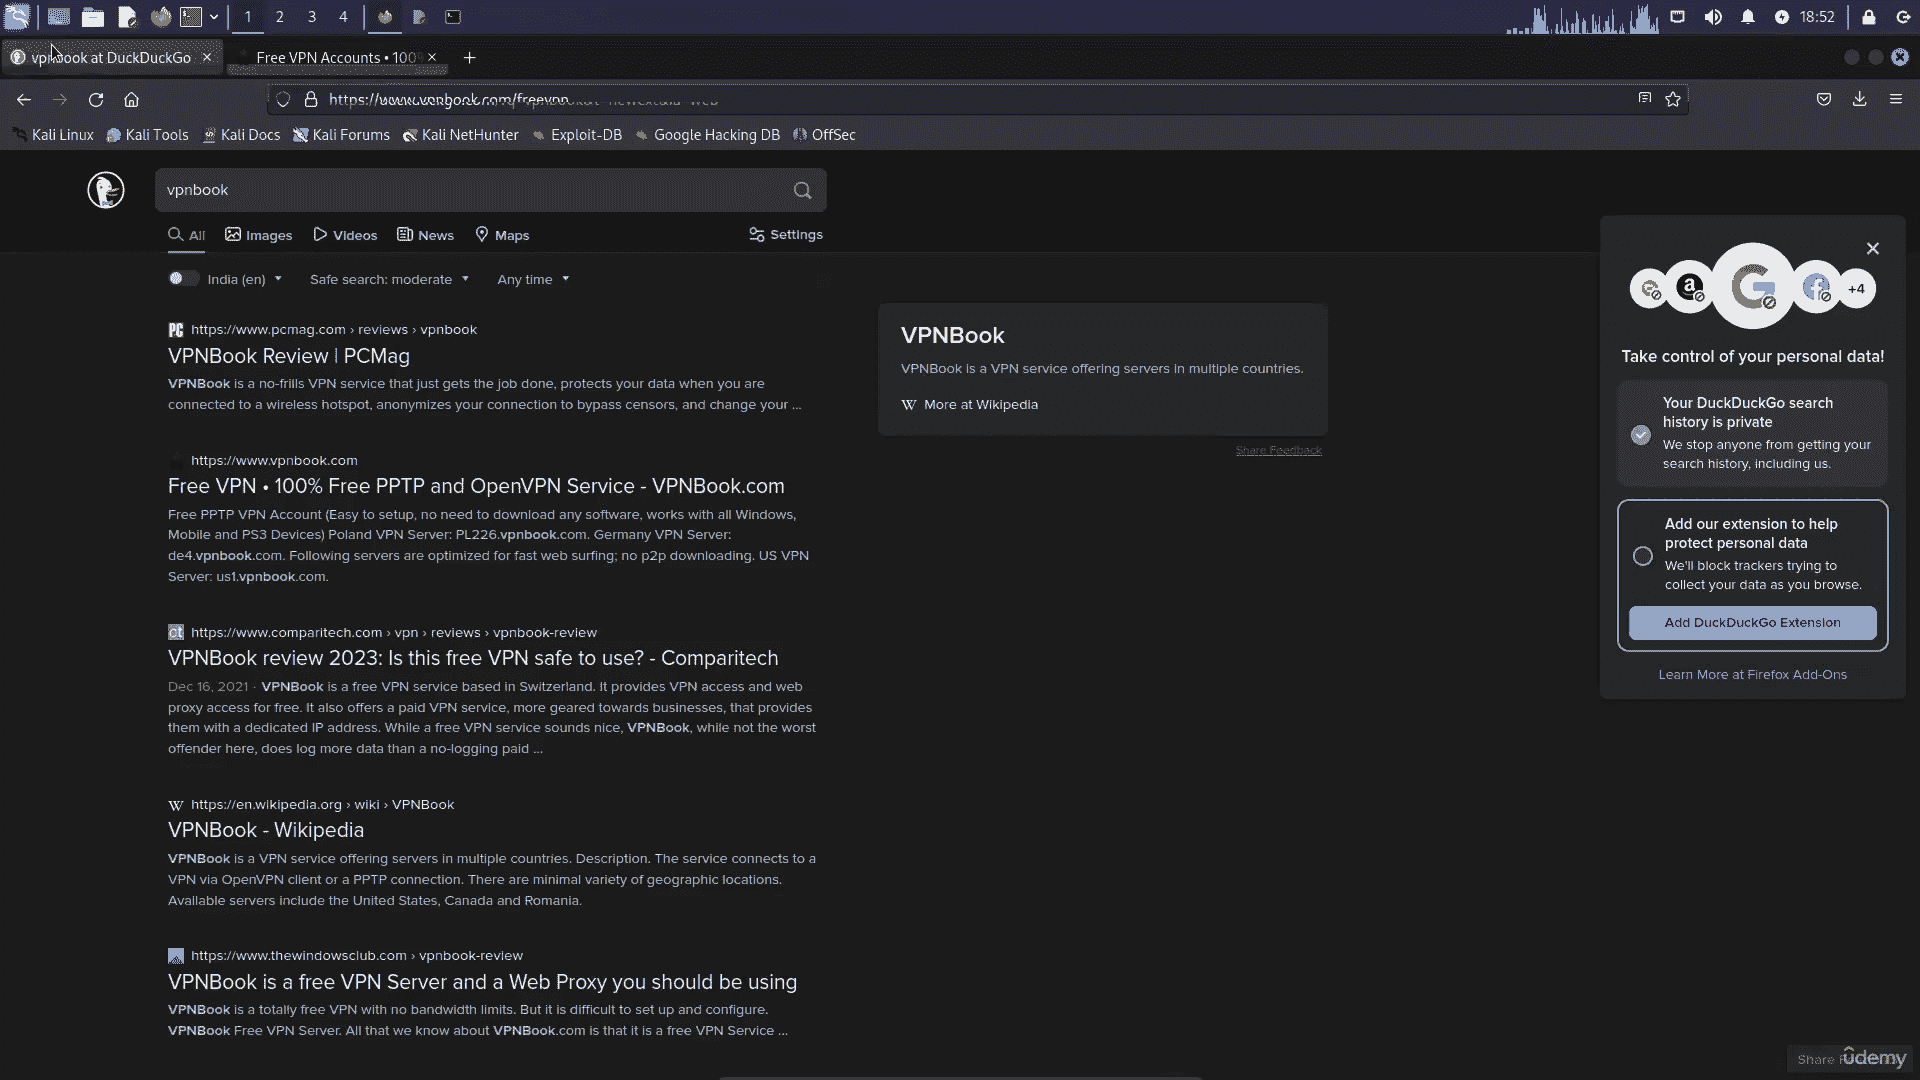 1 2 3 4 18:52
vpnbook at DuckDuckGo Free VPN Accounts • 100%
https://www.vpnbook.com/freevpn
Kali Linux Kali Tools Kali Docs Kali Forums Kali NetHunter Exploit-DB Google Hacking DB OffSec
vpnbook
All Images Videos News Maps Settings
India (en) Safe search: moderate Any time
https://www.pcmag.com › reviews › vpnbook
VPNBook Review | PCMag
VPNBook is a no-frills VPN service that just gets the job done, protects your data when you are
connected to a wireless hotspot, anonymizes your connection to bypass censors, and change your ...
https://www.vpnbook.com
Free VPN • 100% Free PPTP and OpenVPN Service - VPNBook.com
Free PPTP VPN Account (Easy to setup, no need to download any software, works with all Windows,
Mobile and PS3 Devices) Poland VPN Server: PL226.vpnbook.com. Germany VPN Server:
de4.vpnbook.com. Following servers are optimized for fast web surfing; no p2p downloading. US VPN
Server: us1.vpnbook.com.
ct https://www.comparitech.com › vpn › reviews › vpnbook-review
VPNBook review 2023: Is this free VPN safe to use? - Comparitech
Dec 16, 2021 · VPNBook is a free VPN service based in Switzerland. It provides VPN access and web
proxy access for free. It also offers a paid VPN service, more geared towards businesses, that provides
them with a dedicated IP address. While a free VPN service sounds nice, VPNBook, while not the worst
offender here, does log more data than a no-logging paid ...
W https://en.wikipedia.org › wiki › VPNBook
VPNBook - Wikipedia
VPNBook is a VPN service offering servers in multiple countries. Description. The service connects to a
VPN via OpenVPN client or a PPTP connection. There are minimal variety of geographic locations.
Available servers include the United States, Canada and Romania.
https://www.thewindowsclub.com › vpnbook-review
VPNBook is a free VPN Server and a Web Proxy you should be using
VPNBook is a totally free VPN with no bandwidth limits. But it is difficult to set up and configure.
VPNBook Free VPN Server. All that we know about VPNBook.com is that it is a free VPN Service ...
VPNBook
VPNBook is a VPN service offering servers in multiple countries.
W More at Wikipedia
Share Feedback
a G f +4
Take control of your personal data!
Your DuckDuckGo search
history is private
We stop anyone from getting your
search history, including us.
Add our extension to help
protect personal data
We'll block trackers trying to
collect your data as you browse.
Add DuckDuckGo Extension
Learn More at Firefox Add-Ons
Share
ûdemy